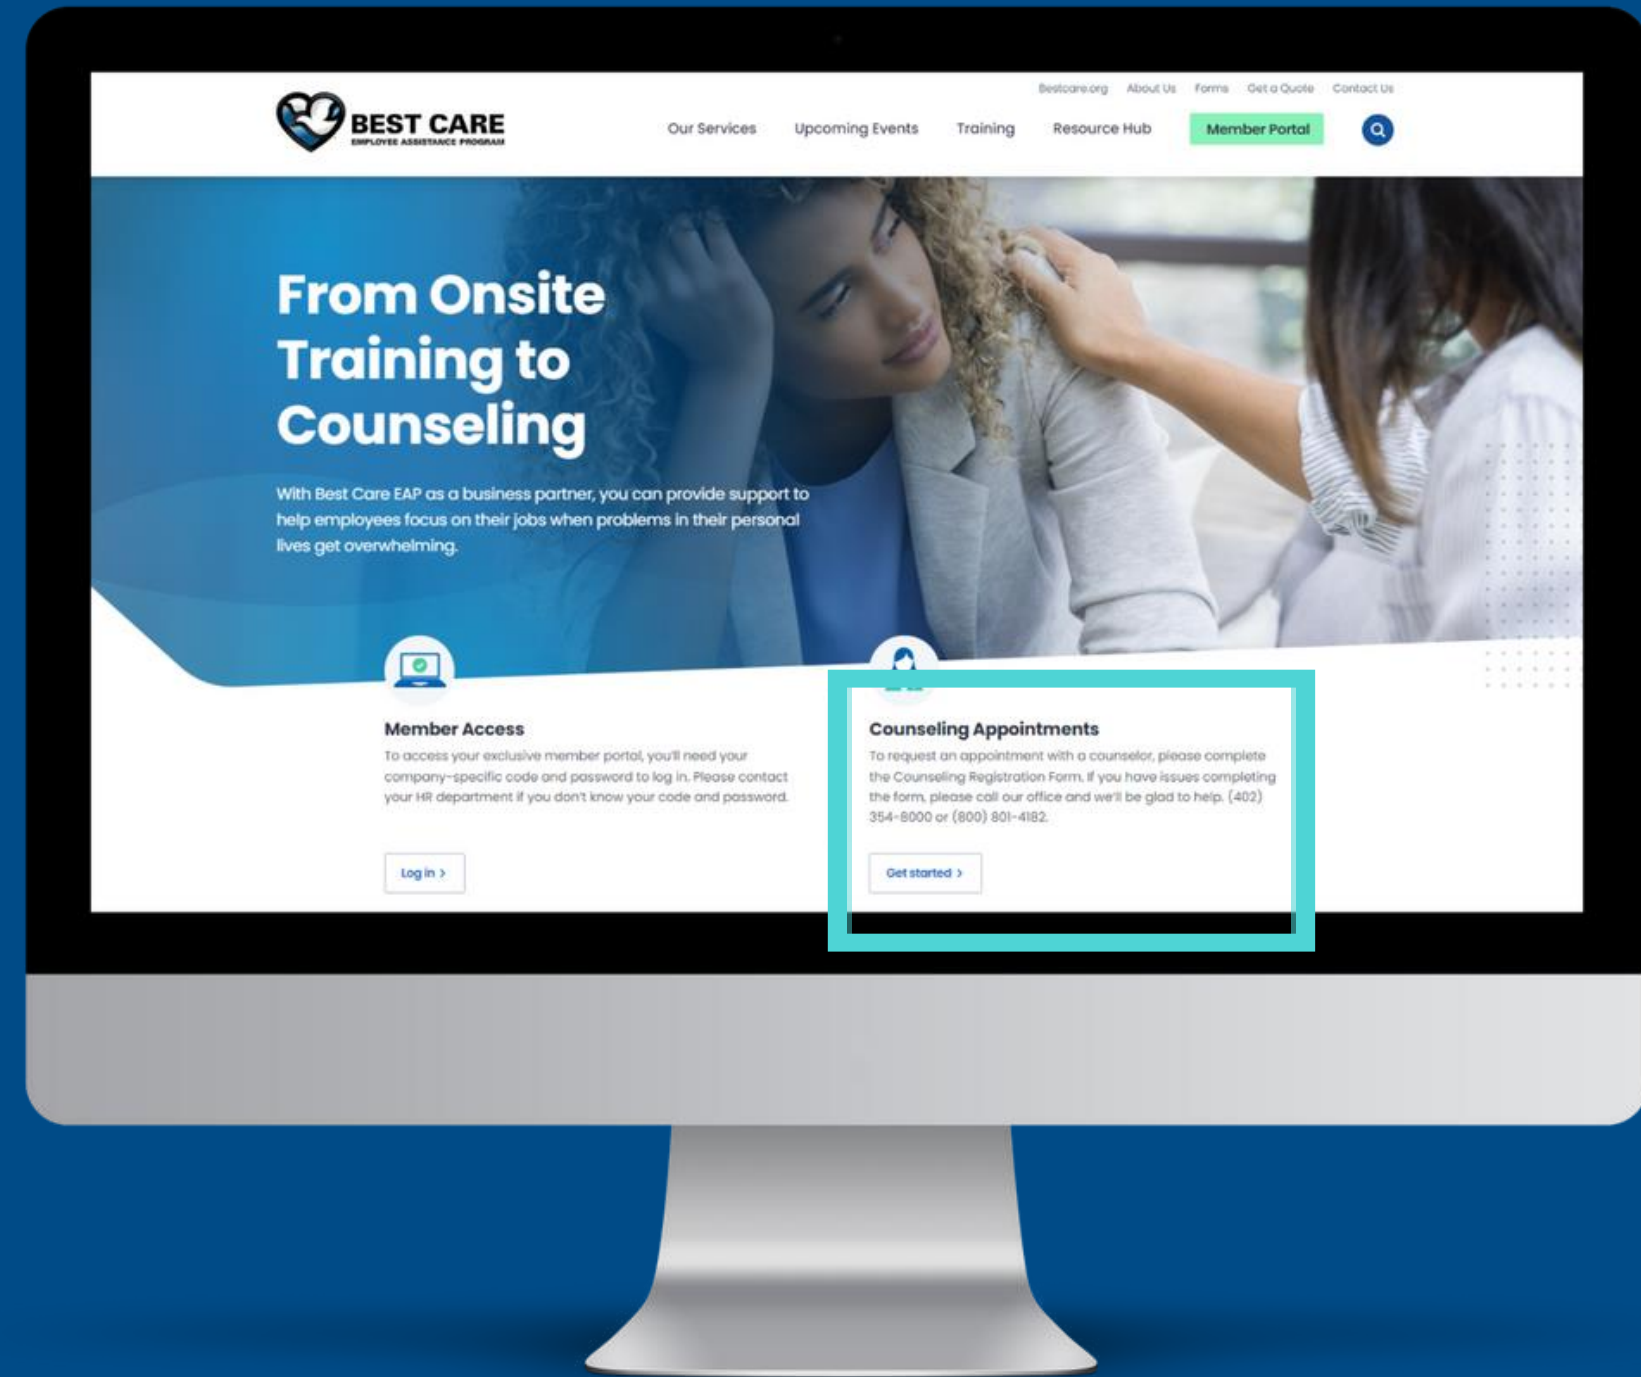 Bestcare.org About Us Forms Get a Quote Contact Us
BEST CARE
EMPLOYEE ASSISTANCE PROGRAM
Our Services Upcoming Events Training Resource Hub Member Portal
From Onsite
Training to
Counseling
With Best Care EAP as a business partner, you can provide support to
help employees focus on their jobs when problems in their personal
lives get overwhelming.
Member Access
To access your exclusive member portal, you'll need your
company-specific code and password to log in. Please contact
your HR department if you don't know your code and password.
Log in >
Counseling Appointments
To request an appointment with a counselor, please complete
the Counseling Registration Form. If you have issues completing
the form, please call our office and we'll be glad to help. (402)
354-8000 or (800) 801-4182.
Get started >